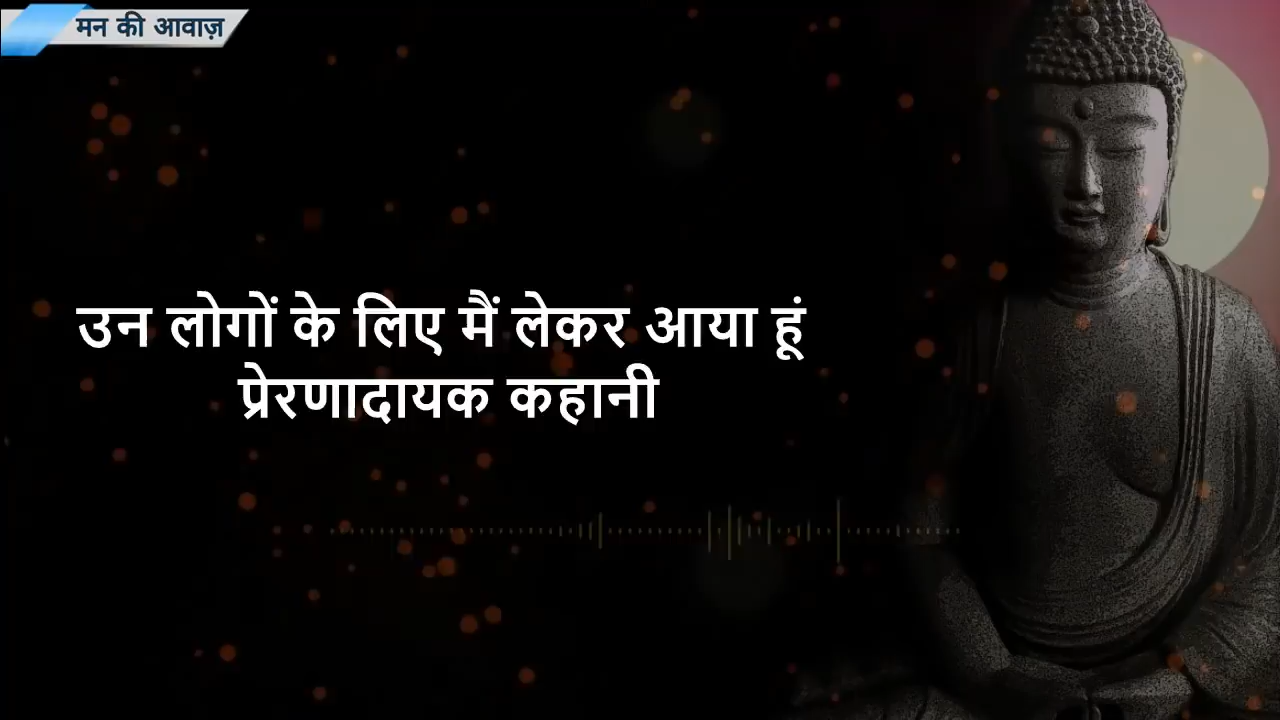 मन की आवाज़
उन लोगों के लिए मैं लेकर आया हूं
प्रेरणादायक कहानी